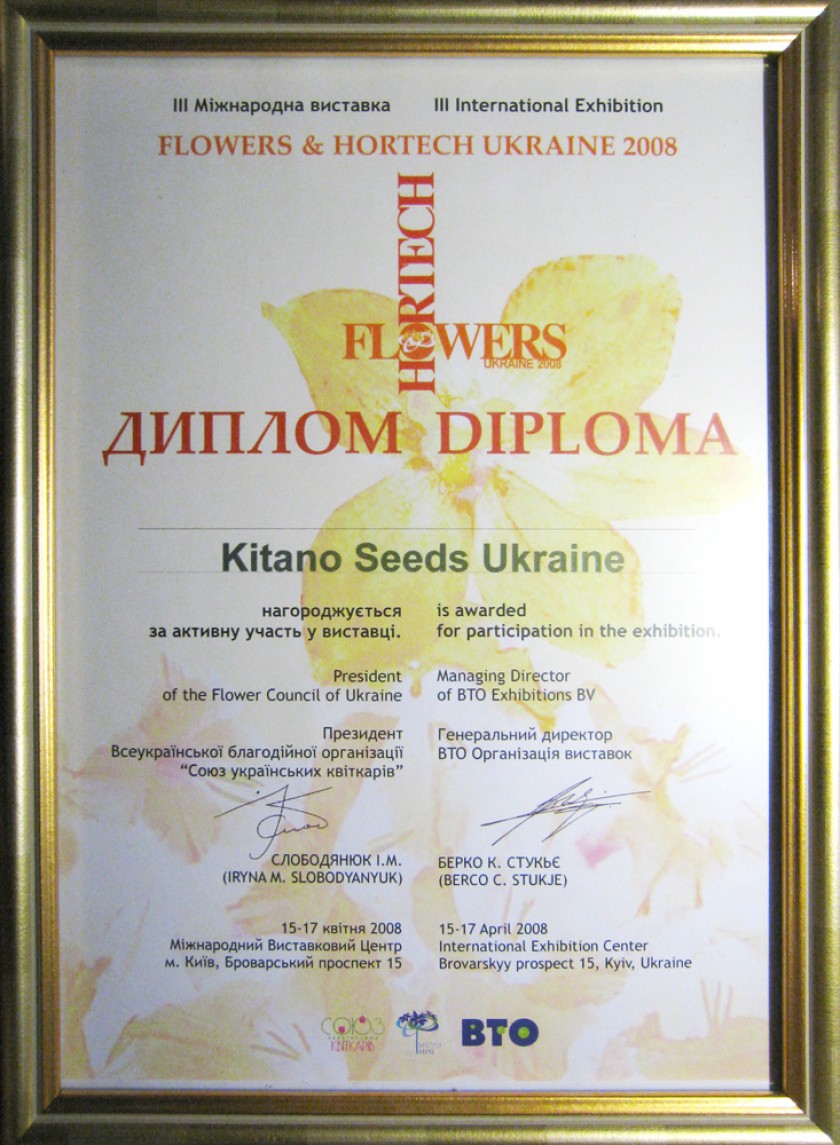 III Міжнародна виставка III International Exhibition
FLOWERS & HORTECH UKRAINE 2008
HORTECH
FLOWERS
UKRAINE 2008
ДИПЛОМ DIPLOMA
Kitano Seeds Ukraine
нагороджується
за активну участь у виставці.
is awarded
for participation in the exhibition.
President
of the Flower Council of Ukraine
Managing Director
of BTO Exhibitions BV
Президент
Всеукраїнської благодійної організації
“Союз українських квіткарів”
Генеральний директор
ВТО Організація виставок
СЛОБОДЯНЮК І.М.
(IRYNA M. SLOBODYANYUK)
БЕРКО К. СТУКЬЄ
(BERCO C. STUKJE)
15-17 квітня 2008
Міжнародний Виставковий Центр
м. Київ, Броварський проспект 15
15-17 April 2008
International Exhibition Center
Brovarskyy prospect 15, Kyiv, Ukraine
СОЮЗ
КВІТКАРІВ
BTO